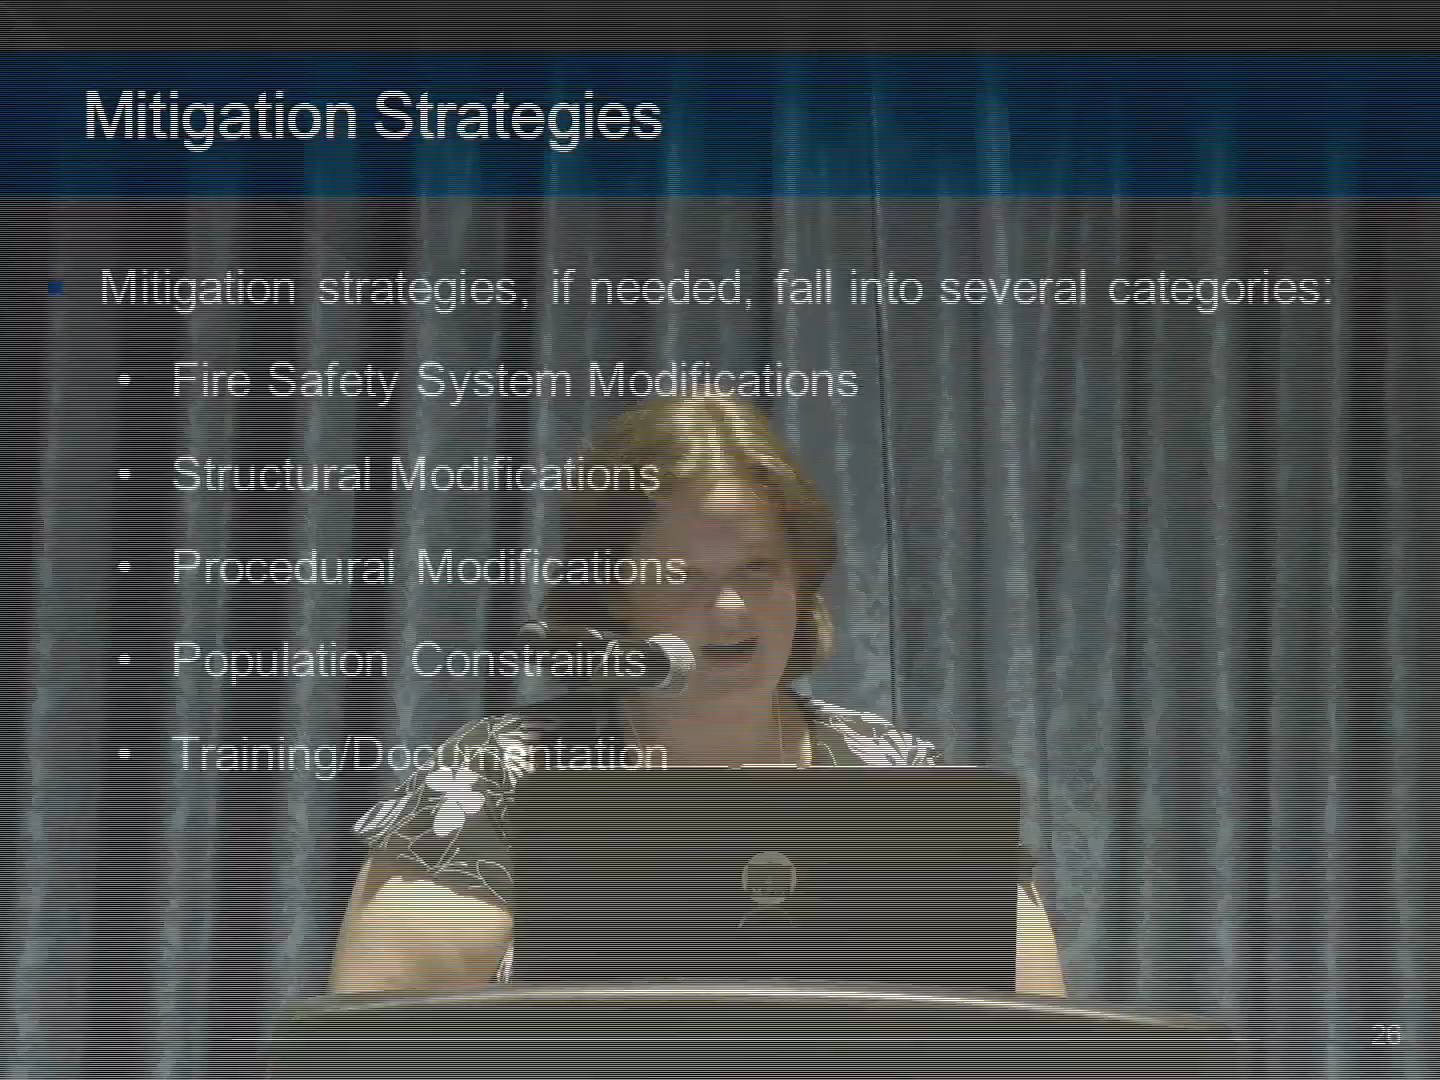 Mitigation Strategies
Mitigation strategies, if needed, fall into several categories:
• Fire Safety System Modifications
• Structural Modifications
• Procedural Modifications
• Population Constraints
• Training/Documentation
26